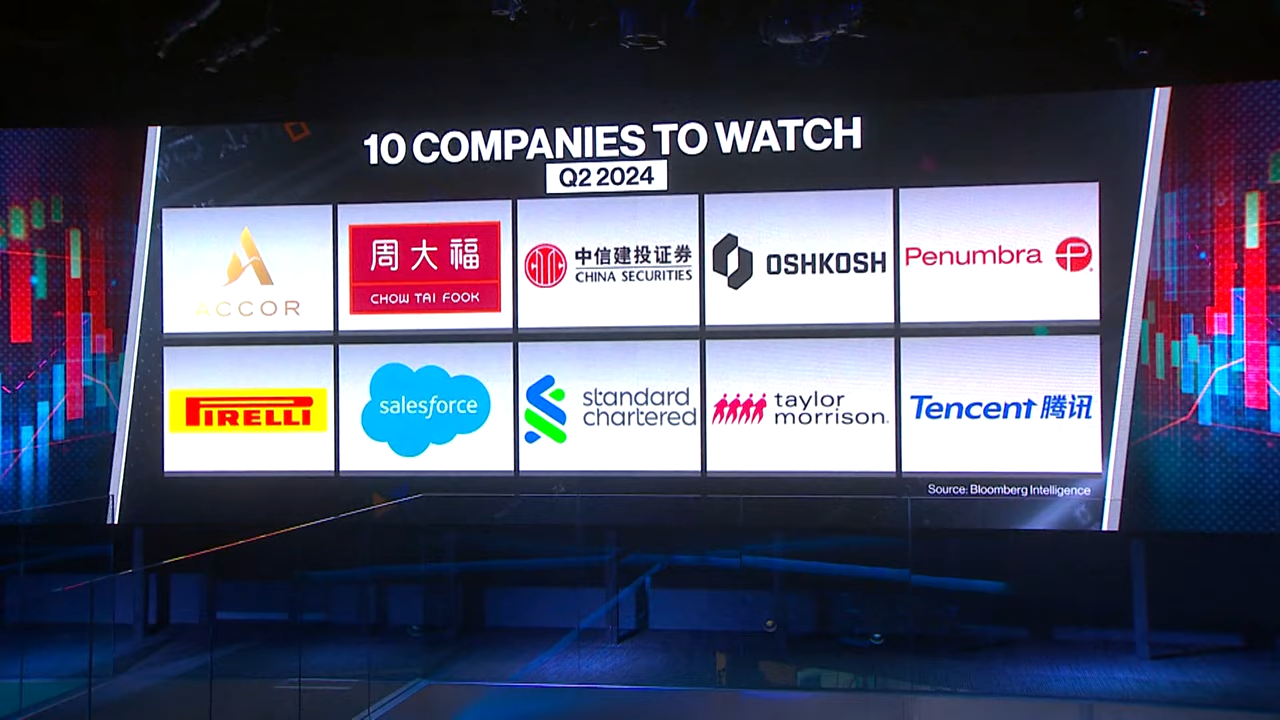 10 COMPANIES TO WATCH
Q2 2024
ACCOR
周大福
CHOW TAI FOOK
CITIC
中信建投证券
CHINA SECURITIES
OSHKOSH
Penumbra
P
PIRELLI
salesforce
standard
chartered
taylor
morrison.
Tencent 腾讯
Source: Bloomberg Intelligence